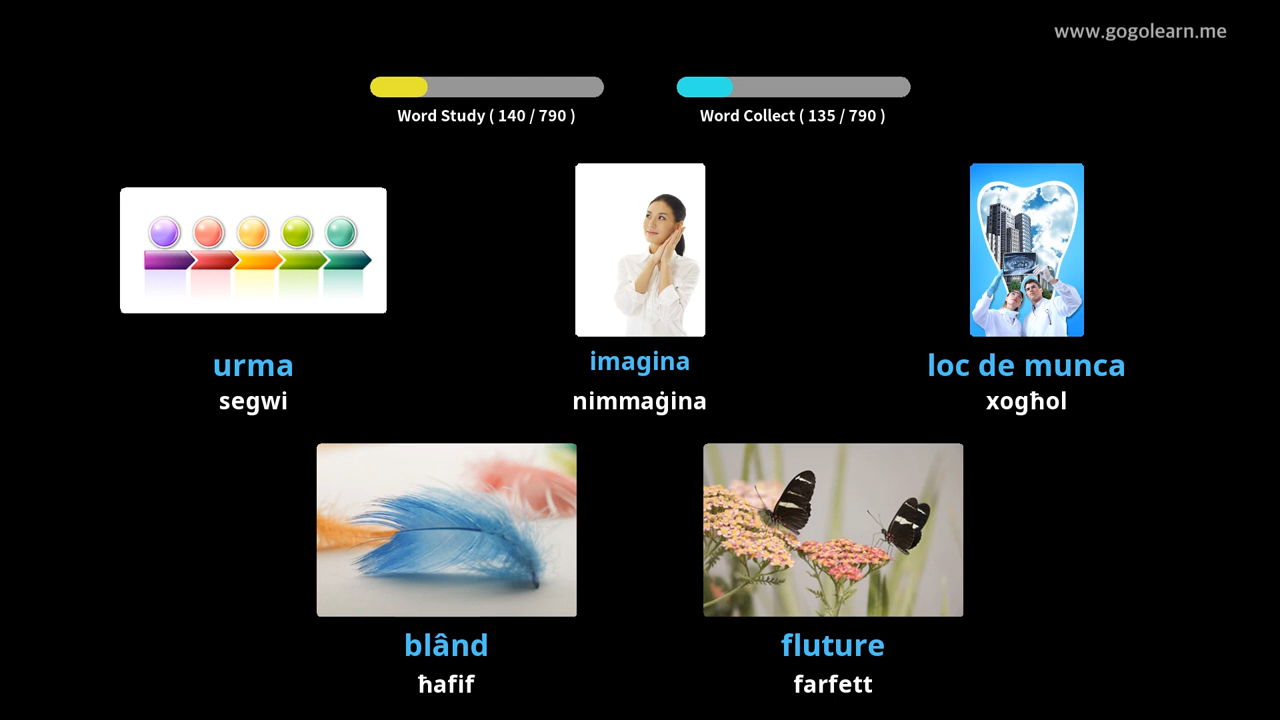 www.gogolearn.me
Word Study ( 140 / 790 )
Word Collect ( 135 / 790 )
urma
segwi
imagina
nimmaġina
loc de munca
xogħol
blând
ħafif
fluture
farfett